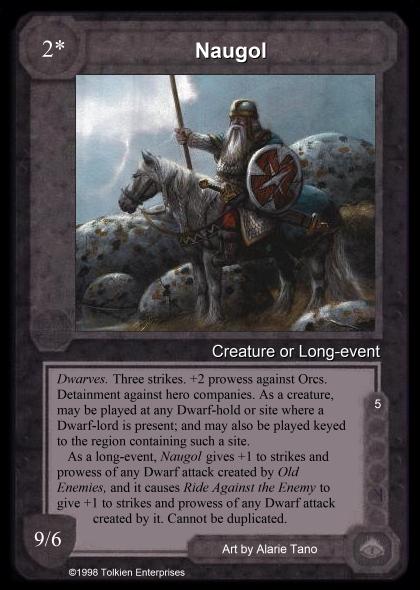 2*
Naugol
Creature or Long-event
Dwarves. Three strikes. +2 prowess against Orcs.
Detainment against hero companies. As a creature,
may be played at any Dwarf-hold or site where a
Dwarf-lord is present; and may also be played keyed
to the region containing such a site.
As a long-event, Naugol gives +1 to strikes and
prowess of any Dwarf attack created by Old
Enemies, and it causes Ride Against the Enemy to
give +1 to strikes and prowess of any Dwarf attack
created by it. Cannot be duplicated.
5
9/6
Art by Alarie Tano
©1998 Tolkien Enterprises